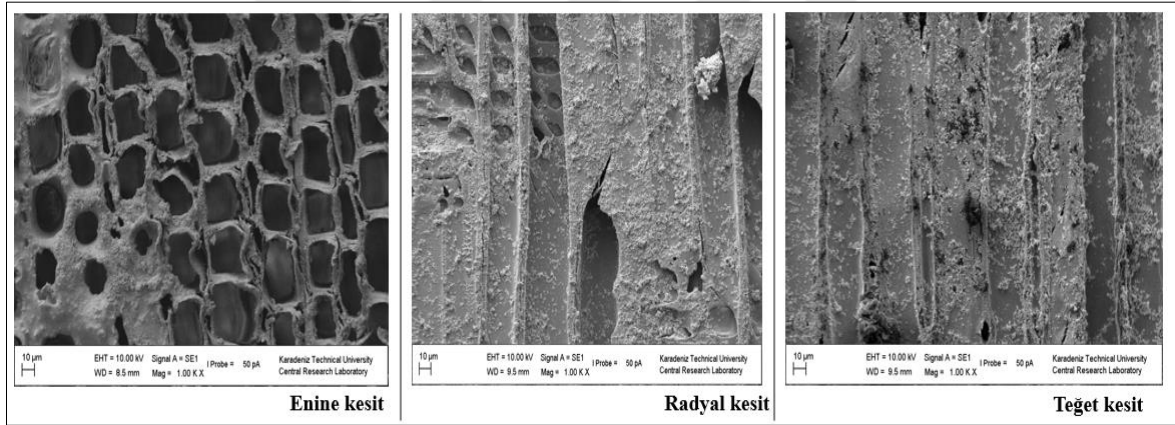 10 µm
EHT = 10.00 kV Signal A = SE1 I Probe = 50 pA Karadeniz Technical University
WD = 8.5 mm Mag = 1.00 K X Central Research Laboratory
Enine kesit
10 µm
EHT = 10.00 kV Signal A = SE1 I Probe = 50 pA Karadeniz Technical University
WD = 9.5 mm Mag = 1.00 K X Central Research Laboratory
Radyal kesit
10 µm
EHT = 10.00 kV Signal A = SE1 I Probe = 50 pA Karadeniz Technical University
WD = 9.5 mm Mag = 1.00 K X Central Research Laboratory
Teğet kesit